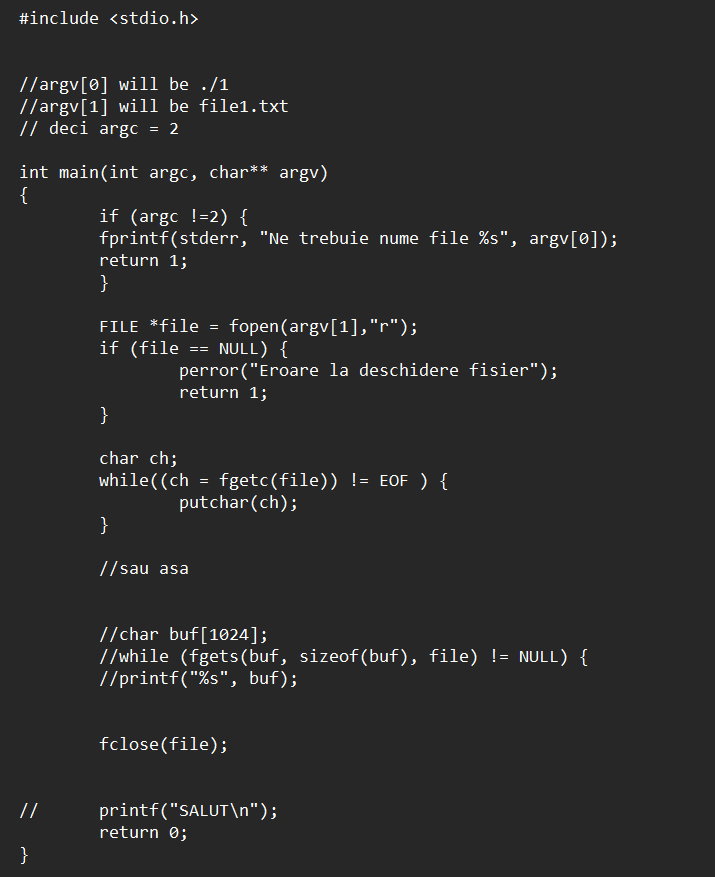 #include <stdio.h>
//argv[0] will be ./1
//argv[1] will be file1.txt
// deci argc = 2
int main(int argc, char** argv)
{
        if (argc !=2) {
        fprintf(stderr, "Ne trebuie nume file %s", argv[0]);
        return 1;
        }
        FILE *file = fopen(argv[1],"r");
        if (file == NULL) {
                perror("Eroare la deschidere fisier");
                return 1;
        }
        char ch;
        while((ch = fgetc(file)) != EOF ) {
                putchar(ch);
        }
        //sau asa
        //char buf[1024];
        //while (fgets(buf, sizeof(buf), file) != NULL) {
        //printf("%s", buf);
        fclose(file);
//      printf("SALUT\n");
        return 0;
}